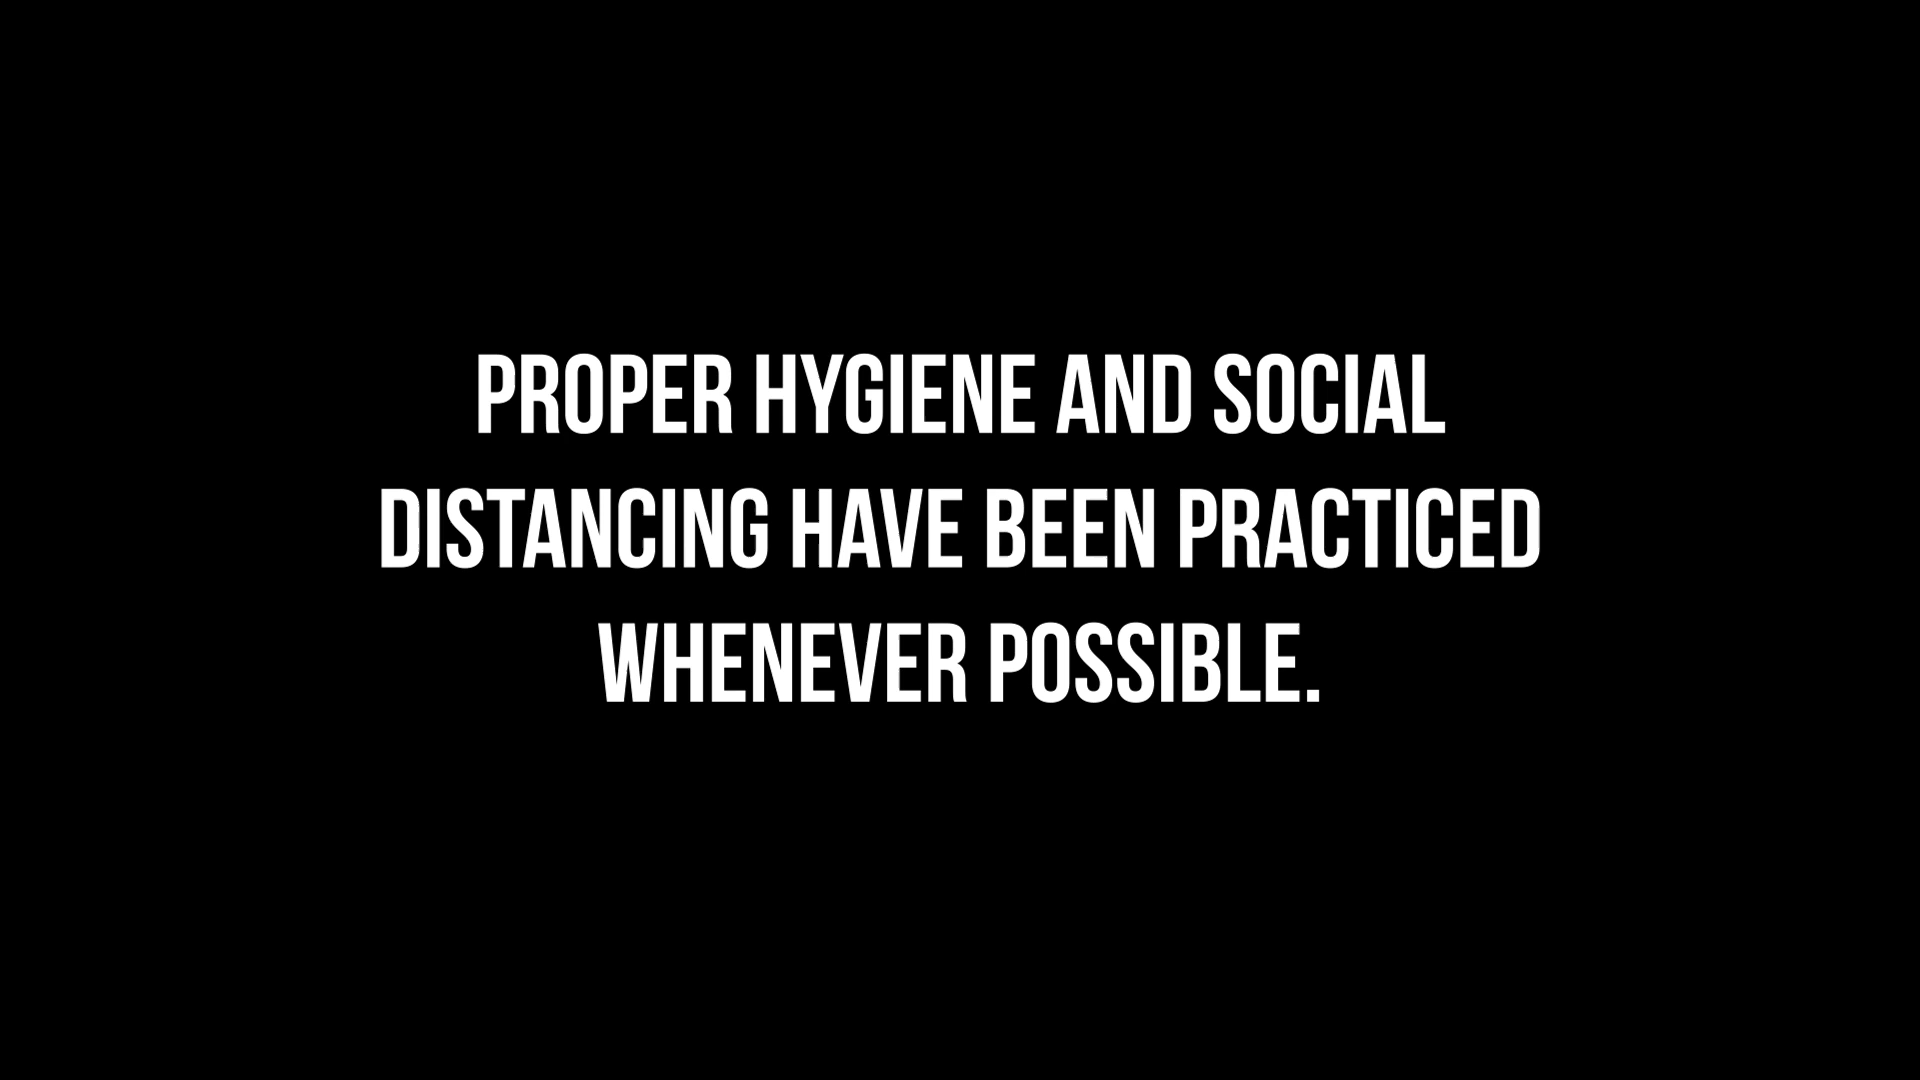 PROPER HYGIENE AND SOCIAL
DISTANCING HAVE BEEN PRACTICED
WHENEVER POSSIBLE.